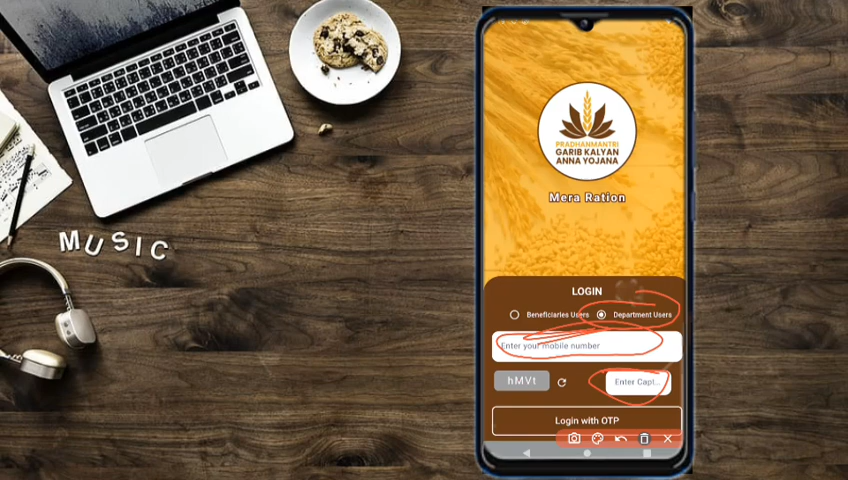 MUSIC
PRADHANMANTRI
GARIB KALYAN
ANNA YOJANA
Mera Ration
LOGIN
Beneficiaries Users
Department Users
Enter your mobile number
hMVt
Enter Capt...
Login with OTP